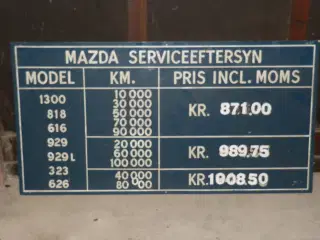 MAZDA SERVICEEFTERSYN
MODEL KM. PRIS INCL. MOMS
1300 10 000
818 30 000
616 50 000
70 000
90 000
KR. 871.00
929 20 000
929 L 60 000
100 000
KR. 989.75
323 40 000
626 80 000
KR. 1908.50